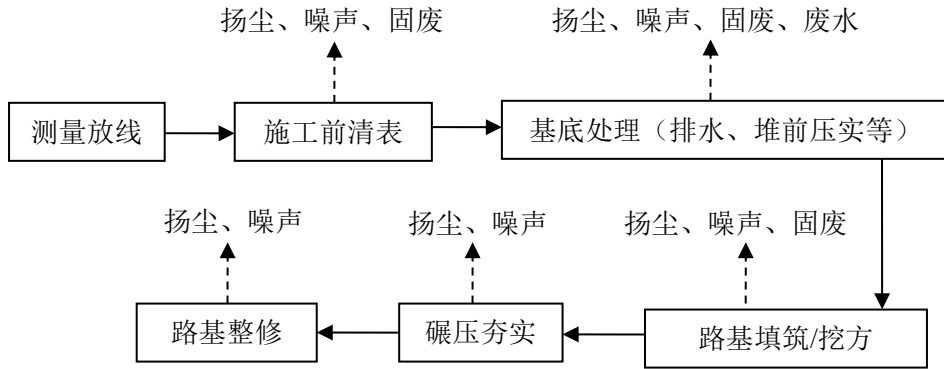 扬尘、噪声、固废
扬尘、噪声、固废、废水
测量放线
施工前清表
基底处理（排水、堆前压实等）
扬尘、噪声
扬尘、噪声
扬尘、噪声、固废
路基整修
碾压夯实
路基填筑/挖方